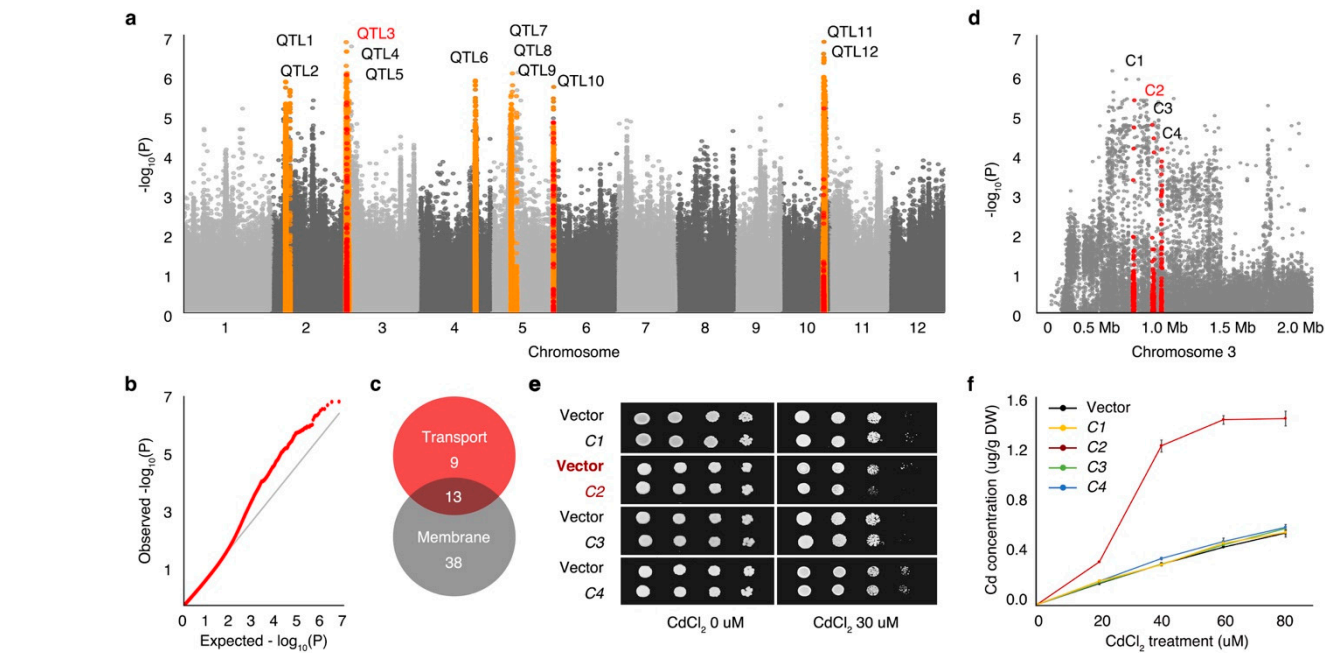 a
QTL1
QTL2
QTL3
QTL4
QTL5
QTL6
QTL7
QTL8
QTL9
QTL10
QTL11
QTL12
-log10(P)
7
6
5
4
3
2
1
0
1 2 3 4 5 6 7 8 9 10 11 12
Chromosome
d
C1
C2
C3
C4
-log10(P)
7
6
5
4
3
2
1
0
0 0.5 Mb 1.0 Mb 1.5 Mb 2.0 Mb
Chromosome 3
b
Observed -log10(P)
7
5
3
1
0 1 2 3 4 5 6 7
Expected - log10(P)
c
Transport
9
13
Membrane
38
e
Vector
C1
Vector
C2
Vector
C3
Vector
C4
CdCl2 0 uM
CdCl2 30 uM
f
Cd concentration (ug/g DW)
1.6
1.2
0.8
0.4
0.0
Vector
C1
C2
C3
C4
0 20 40 60 80
CdCl2 treatment (uM)